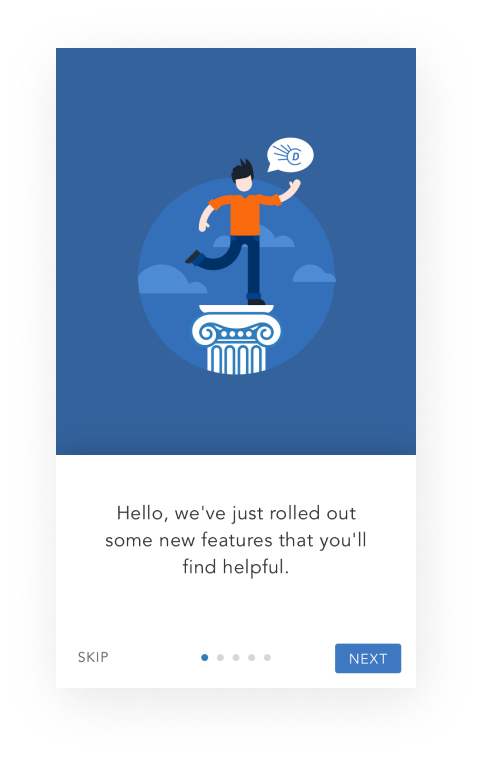 D
Hello, we've just rolled out
some new features that you'll
find helpful.
SKIP
NEXT